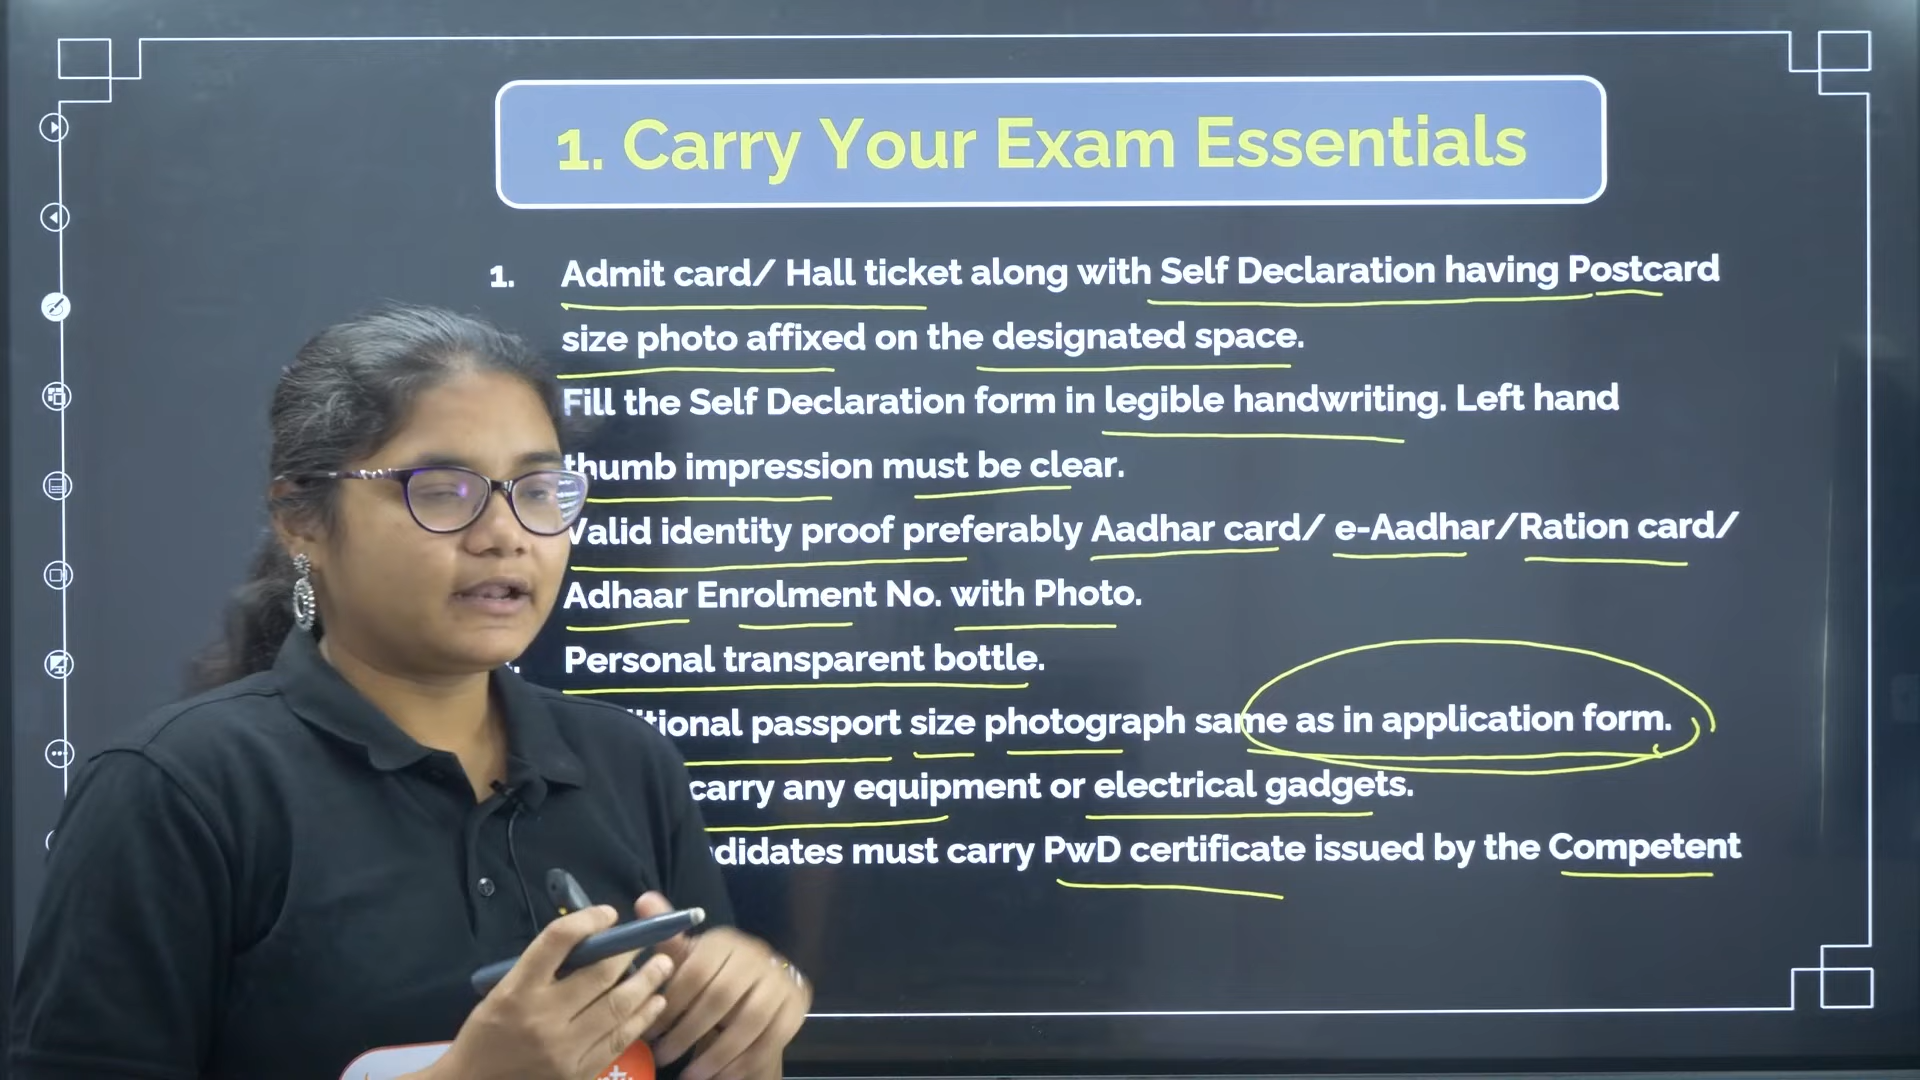 1. Carry Your Exam Essentials
1. Admit card/ Hall ticket along with Self Declaration having Postcard
size photo affixed on the designated space.
Fill the Self Declaration form in legible handwriting. Left hand
thumb impression must be clear.
Valid identity proof preferably Aadhar card/ e-Aadhar/Ration card/
Adhaar Enrolment No. with Photo.
Personal transparent bottle.
passport size photograph same as in application form.
carry any equipment or electrical gadgets.
must carry PwD certificate issued by the Competent